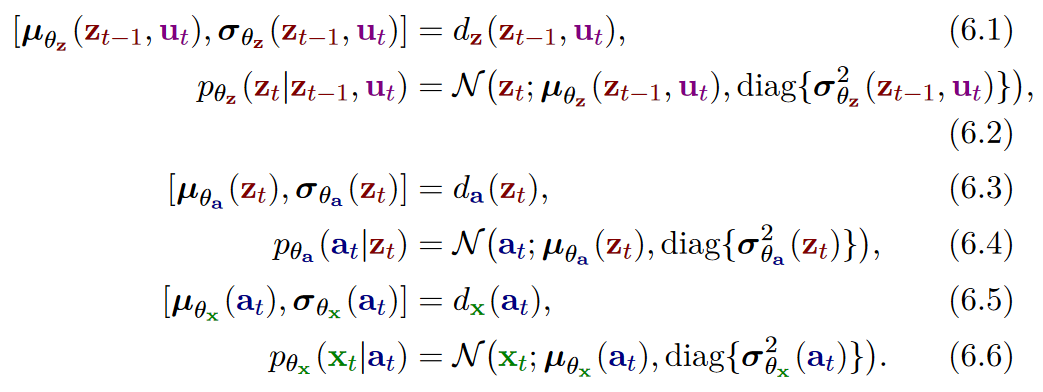 [μ_{θ_z}(z_{t−1}, u_t), σ_{θ_z}(z_{t−1}, u_t)] = d_z(z_{t−1}, u_t), (6.1)
p_{θ_z}(z_t|z_{t−1}, u_t) = 𝒩(z_t; μ_{θ_z}(z_{t−1}, u_t), diag{σ²_{θ_z}(z_{t−1}, u_t)}),
(6.2)
[μ_{θ_a}(z_t), σ_{θ_a}(z_t)] = d_a(z_t), (6.3)
p_{θ_a}(a_t|z_t) = 𝒩(a_t; μ_{θ_a}(z_t), diag{σ²_{θ_a}(z_t)}), (6.4)
[μ_{θ_x}(a_t), σ_{θ_x}(a_t)] = d_x(a_t), (6.5)
p_{θ_x}(x_t|a_t) = 𝒩(x_t; μ_{θ_x}(a_t), diag{σ²_{θ_x}(a_t)}). (6.6)